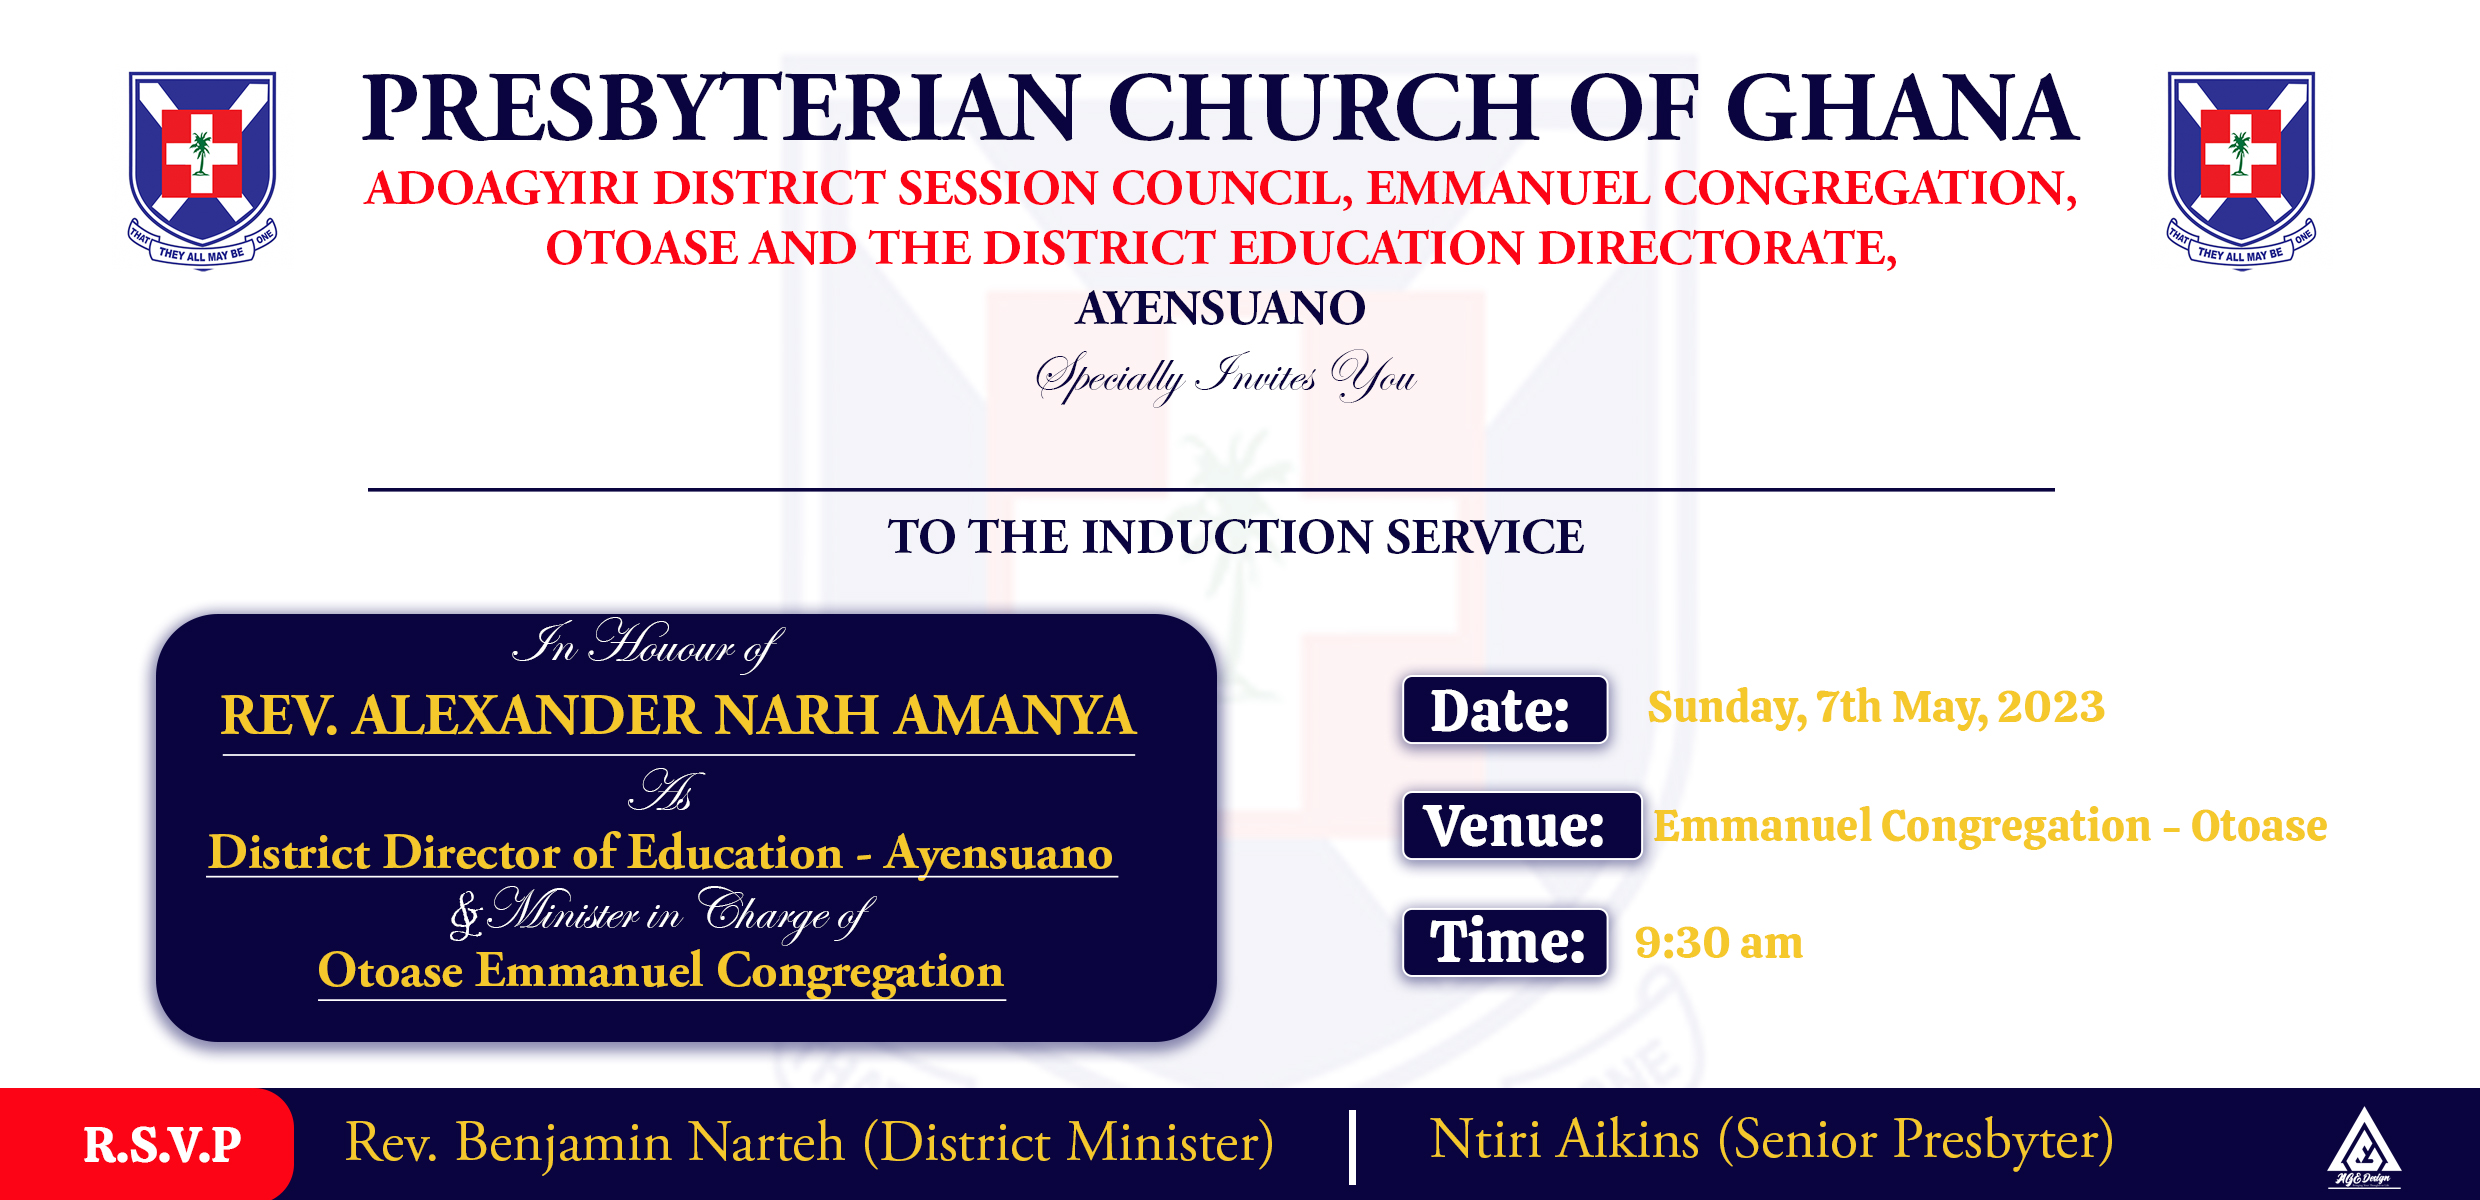 PRESBYTERIAN CHURCH OF GHANA
ADOAGYIRI DISTRICT SESSION COUNCIL, EMMANUEL CONGREGATION,
OTOASE AND THE DISTRICT EDUCATION DIRECTORATE,
AYENSUANO
Specially Invites You
THAT THEY ALL MAY BE ONE
THAT THEY ALL MAY BE ONE
TO THE INDUCTION SERVICE
In Houour of
REV. ALEXANDER NARH AMANYA
As
District Director of Education - Ayensuano
& Minister in Charge of
Otoase Emmanuel Congregation
Date: Sunday, 7th May, 2023
Venue: Emmanuel Congregation - Otoase
Time: 9:30 am
THAT ONE
R.S.V.P
Rev. Benjamin Narteh (District Minister)
Ntiri Aikins (Senior Presbyter)
Design